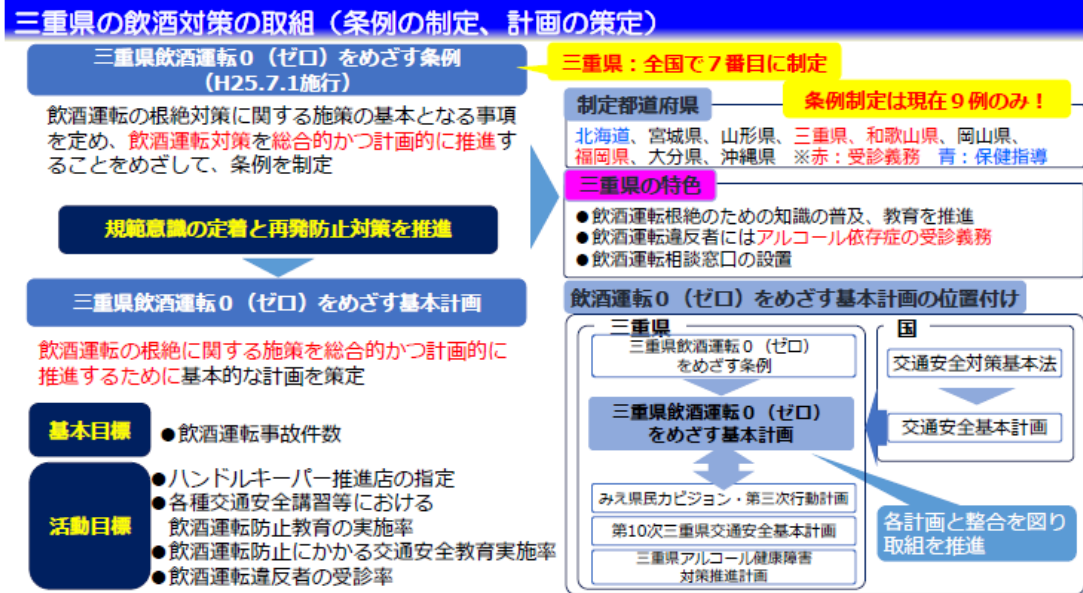 三重県の飲酒対策の取組（条例の制定、計画の策定）
三重県飲酒運転０（ゼロ）をめざす条例
(H25.7.1施行)
飲酒運転の根絶対策に関する施策の基本となる事項
を定め、飲酒運転対策を総合的かつ計画的に推進す
ることをめざして、条例を制定
規範意識の定着と再発防止対策を推進
三重県飲酒運転０（ゼロ）をめざす基本計画
飲酒運転の根絶に関する施策を総合的かつ計画的に
推進するために基本的な計画を策定
基本目標
●飲酒運転事故件数
活動目標
●ハンドルキーパー推進店の指定
●各種交通安全講習等における
飲酒運転防止教育の実施率
●飲酒運転防止にかかる交通安全教育実施率
●飲酒運転違反者の受診率
三重県：全国で７番目に制定
条例制定は現在９例のみ！
制定都道府県
北海道、宮城県、山形県、三重県、和歌山県、岡山県、
福岡県、大分県、沖縄県 ※赤：受診義務 青：保健指導
三重県の特色
●飲酒運転根絶のための知識の普及、教育を推進
●飲酒運転違反者にはアルコール依存症の受診義務
●飲酒運転相談窓口の設置
飲酒運転０（ゼロ）をめざす基本計画の位置付け
三重県
三重県飲酒運転０（ゼロ）
をめざす条例
三重県飲酒運転０（ゼロ）
をめざす基本計画
みえ県民力ビジョン・第三次行動計画
第10次三重県交通安全基本計画
三重県アルコール健康障害
対策推進計画
国
交通安全対策基本法
交通安全基本計画
各計画と整合を図り
取組を推進